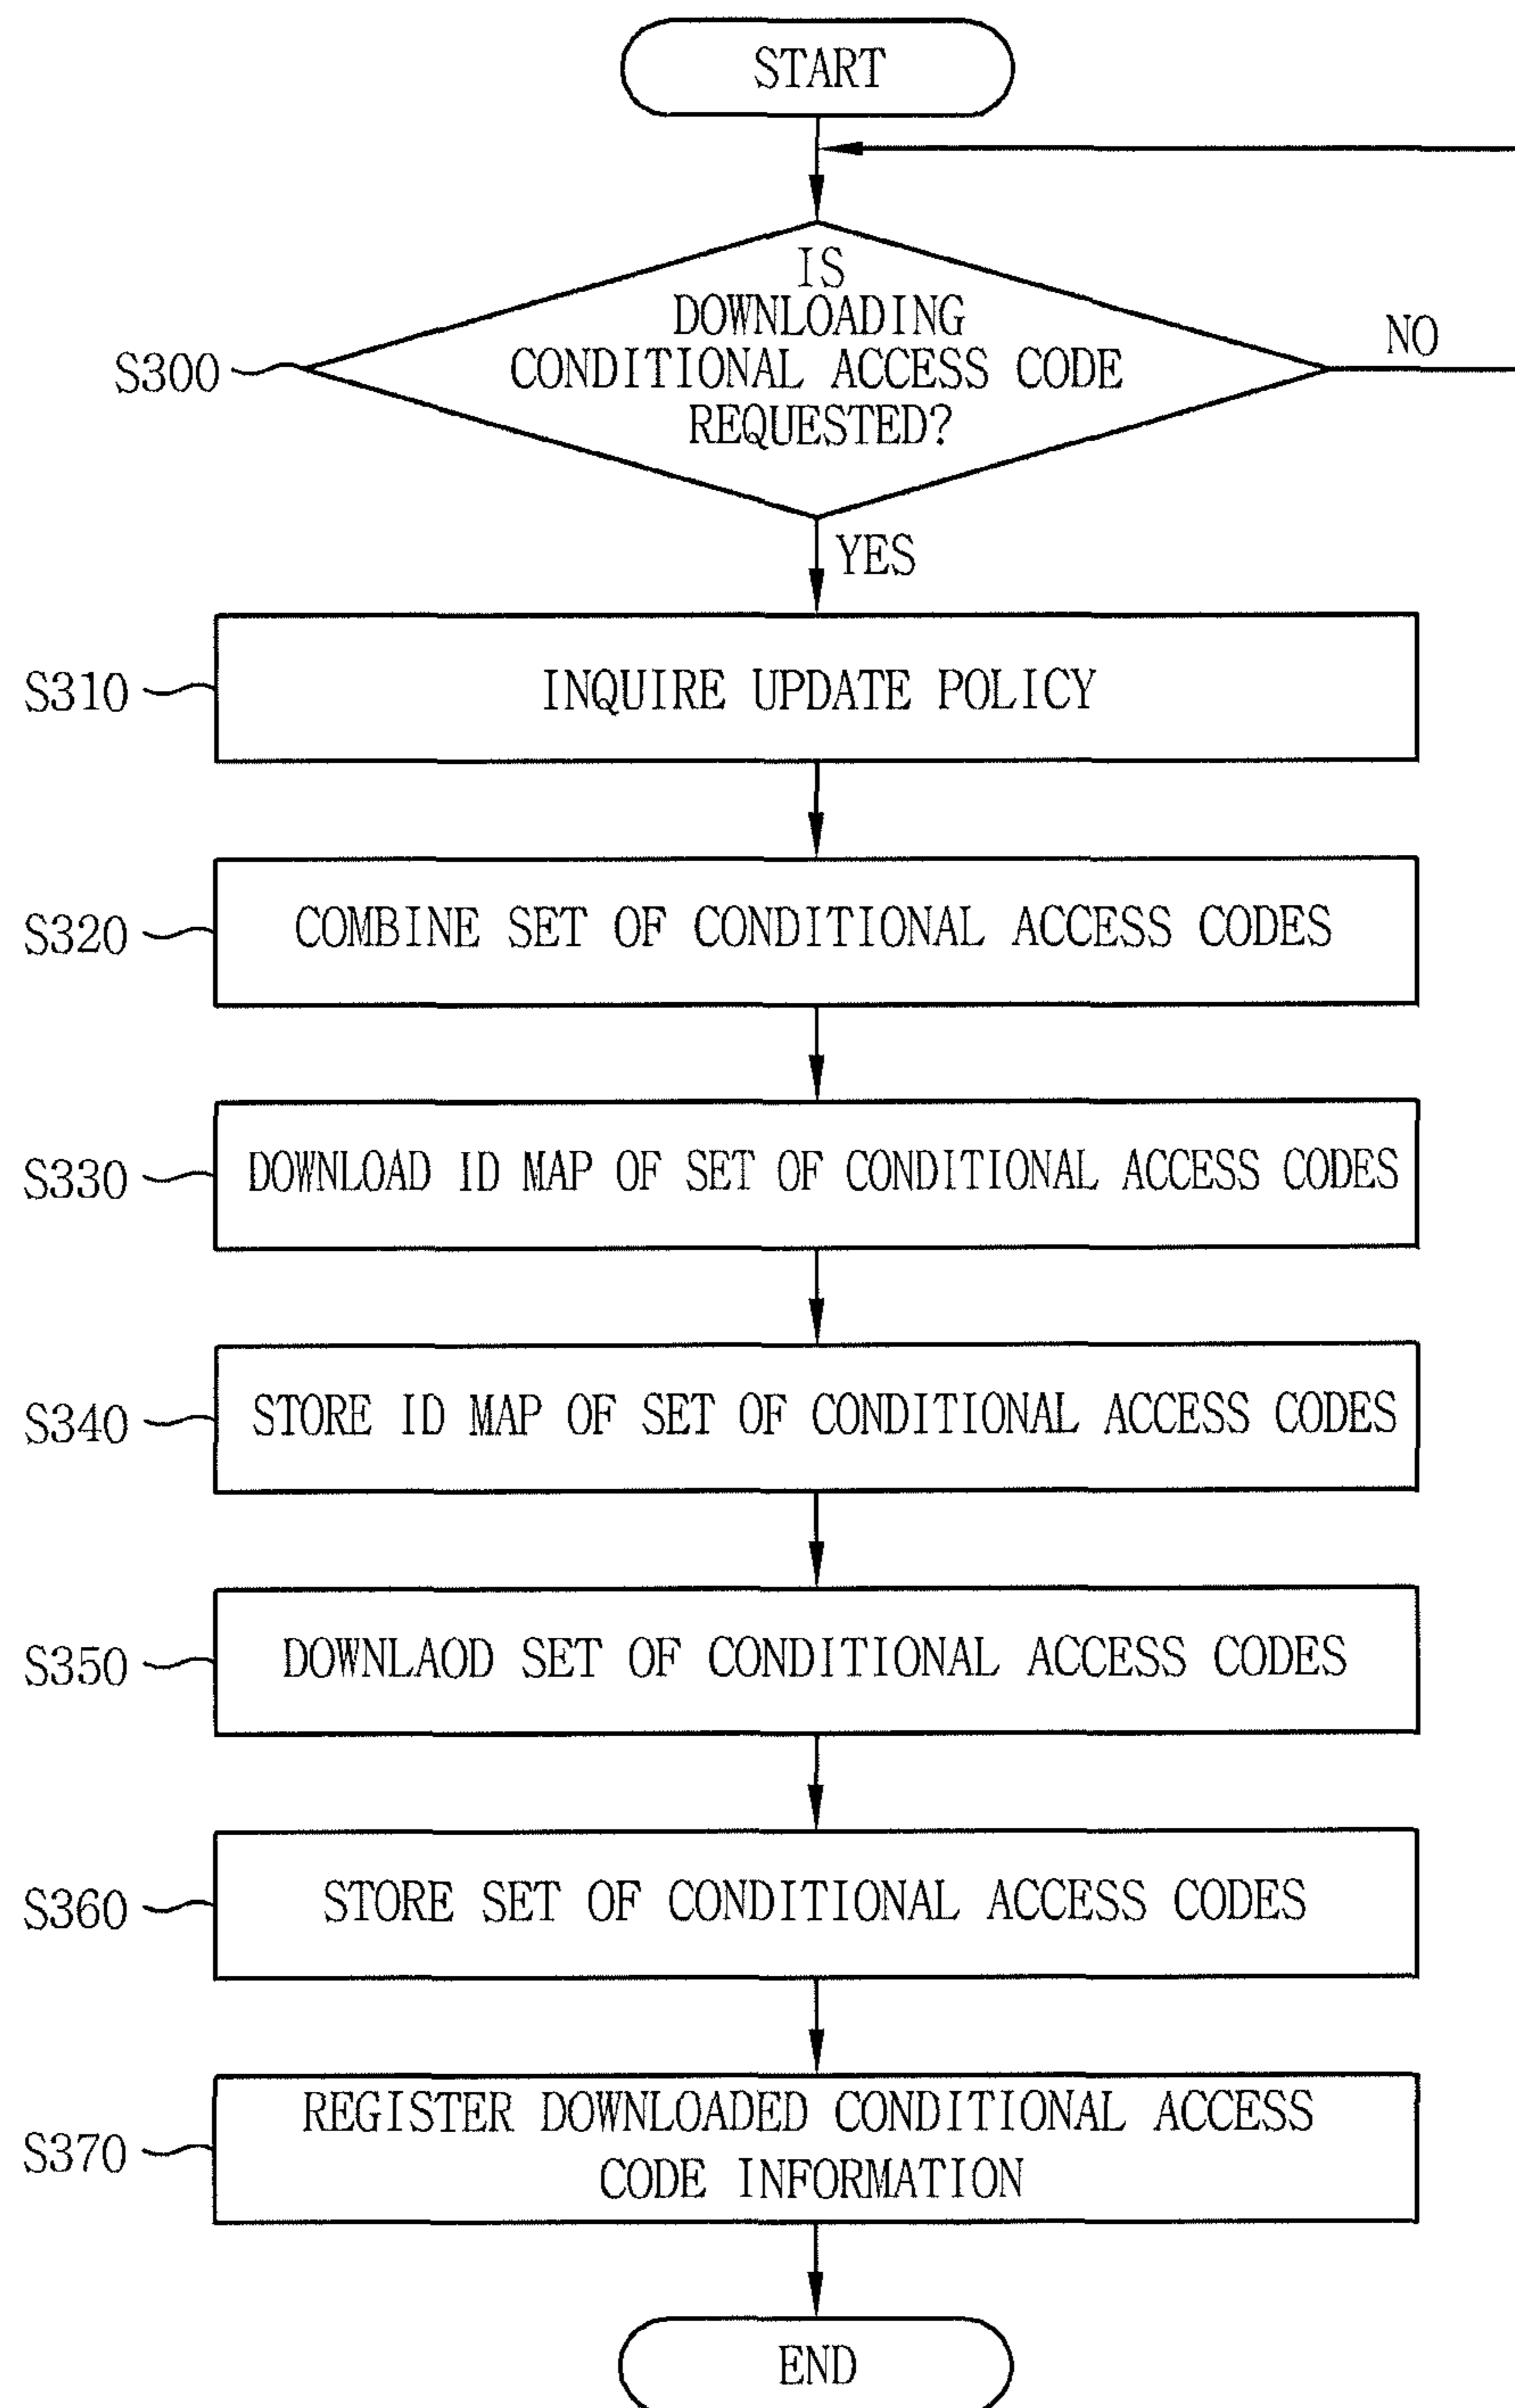 START
IS
DOWNLOADING
CONDITIONAL ACCESS CODE
REQUESTED?
S300
NO
YES
S310
INQUIRE UPDATE POLICY
S320
COMBINE SET OF CONDITIONAL ACCESS CODES
S330
DOWNLOAD ID MAP OF SET OF CONDITIONAL ACCESS CODES
S340
STORE ID MAP OF SET OF CONDITIONAL ACCESS CODES
S350
DOWNLAOD SET OF CONDITIONAL ACCESS CODES
S360
STORE SET OF CONDITIONAL ACCESS CODES
S370
REGISTER DOWNLOADED CONDITIONAL ACCESS
CODE INFORMATION
END